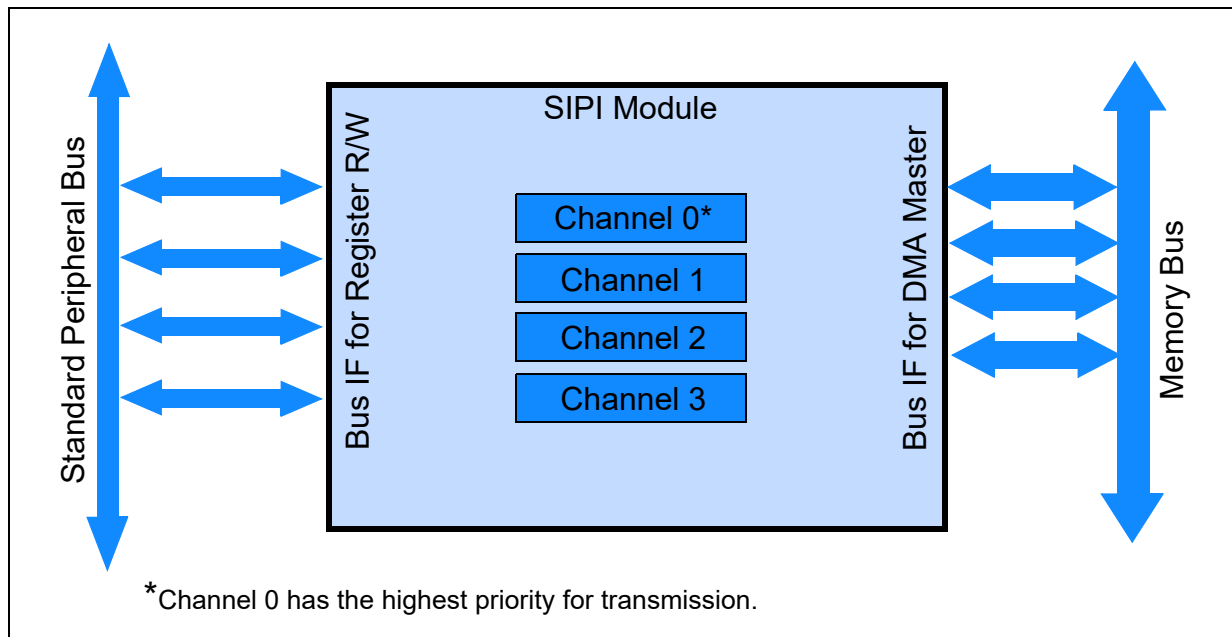 SIPI Module
Standard Peripheral Bus
Bus IF for Register R/W
Channel 0*
Channel 1
Channel 2
Channel 3
Bus IF for DMA Master
Memory Bus
*Channel 0 has the highest priority for transmission.